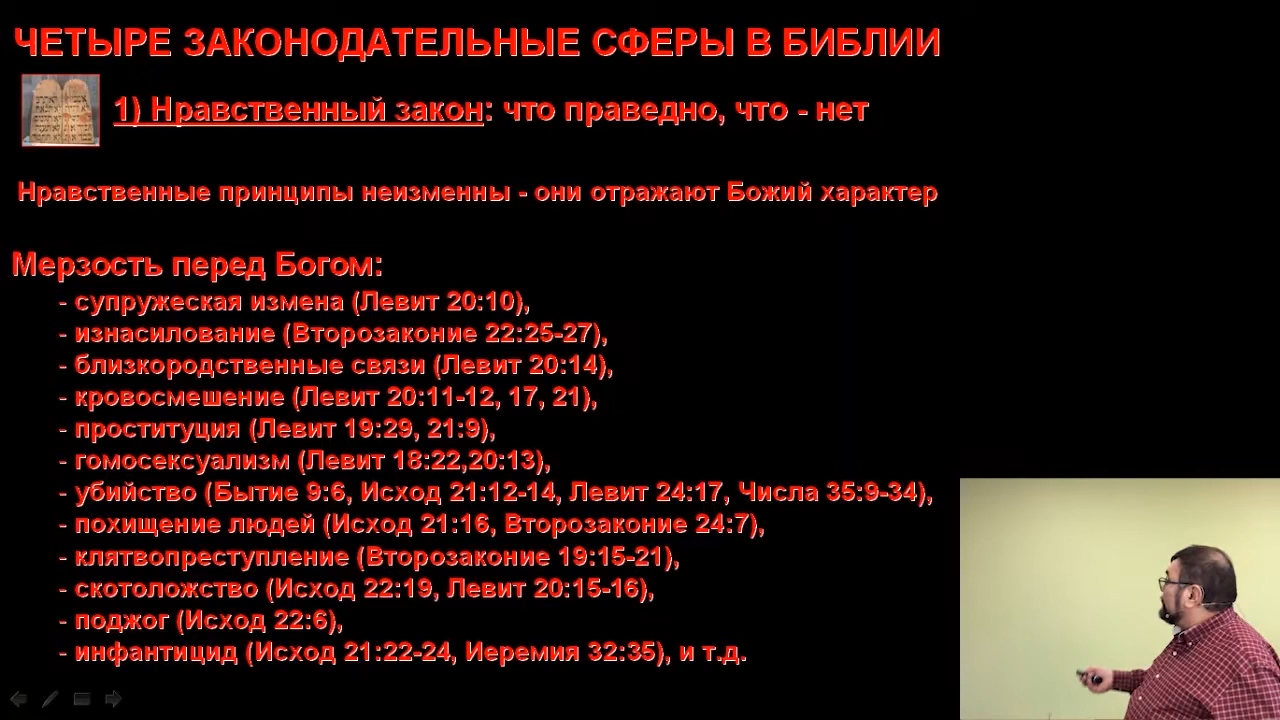 ЧЕТЫРЕ ЗАКОНОДАТЕЛЬНЫЕ СФЕРЫ В БИБЛИИ
1) Нравственный закон: что праведно, что - нет
Нравственные принципы неизменны - они отражают Божий характер
Мерзость перед Богом:
- супружеская измена (Левит 20:10),
- изнасилование (Второзаконие 22:25-27),
- близкородственные связи (Левит 20:14),
- кровосмешение (Левит 20:11-12, 17, 21),
- проституция (Левит 19:29, 21:9),
- гомосексуализм (Левит 18:22,20:13),
- убийство (Бытие 9:6, Исход 21:12-14, Левит 24:17, Числа 35:9-34),
- похищение людей (Исход 21:16, Второзаконие 24:7),
- клятвопреступление (Второзаконие 19:15-21),
- скотоложство (Исход 22:19, Левит 20:15-16),
- поджог (Исход 22:6),
- инфантицид (Исход 21:22-24, Иеремия 32:35), и т.д.